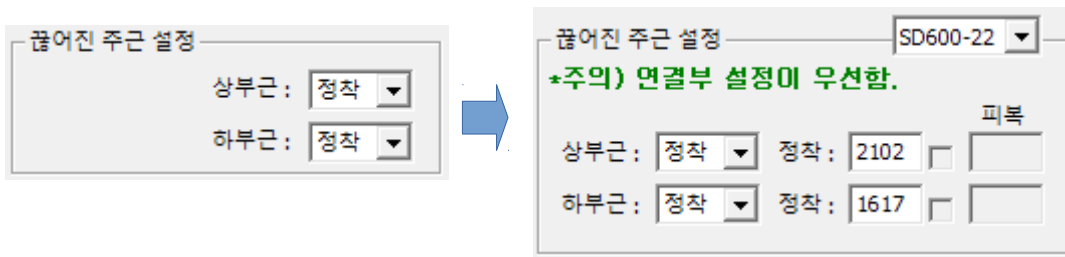 끊어진 주근 설정
상부근 : 정착
하부근 : 정착
끊어진 주근 설정 SD600-22
*주의) 연결부 설정이 우선함.
피복
상부근 : 정착 정착 : 2102
하부근 : 정착 정착 : 1617